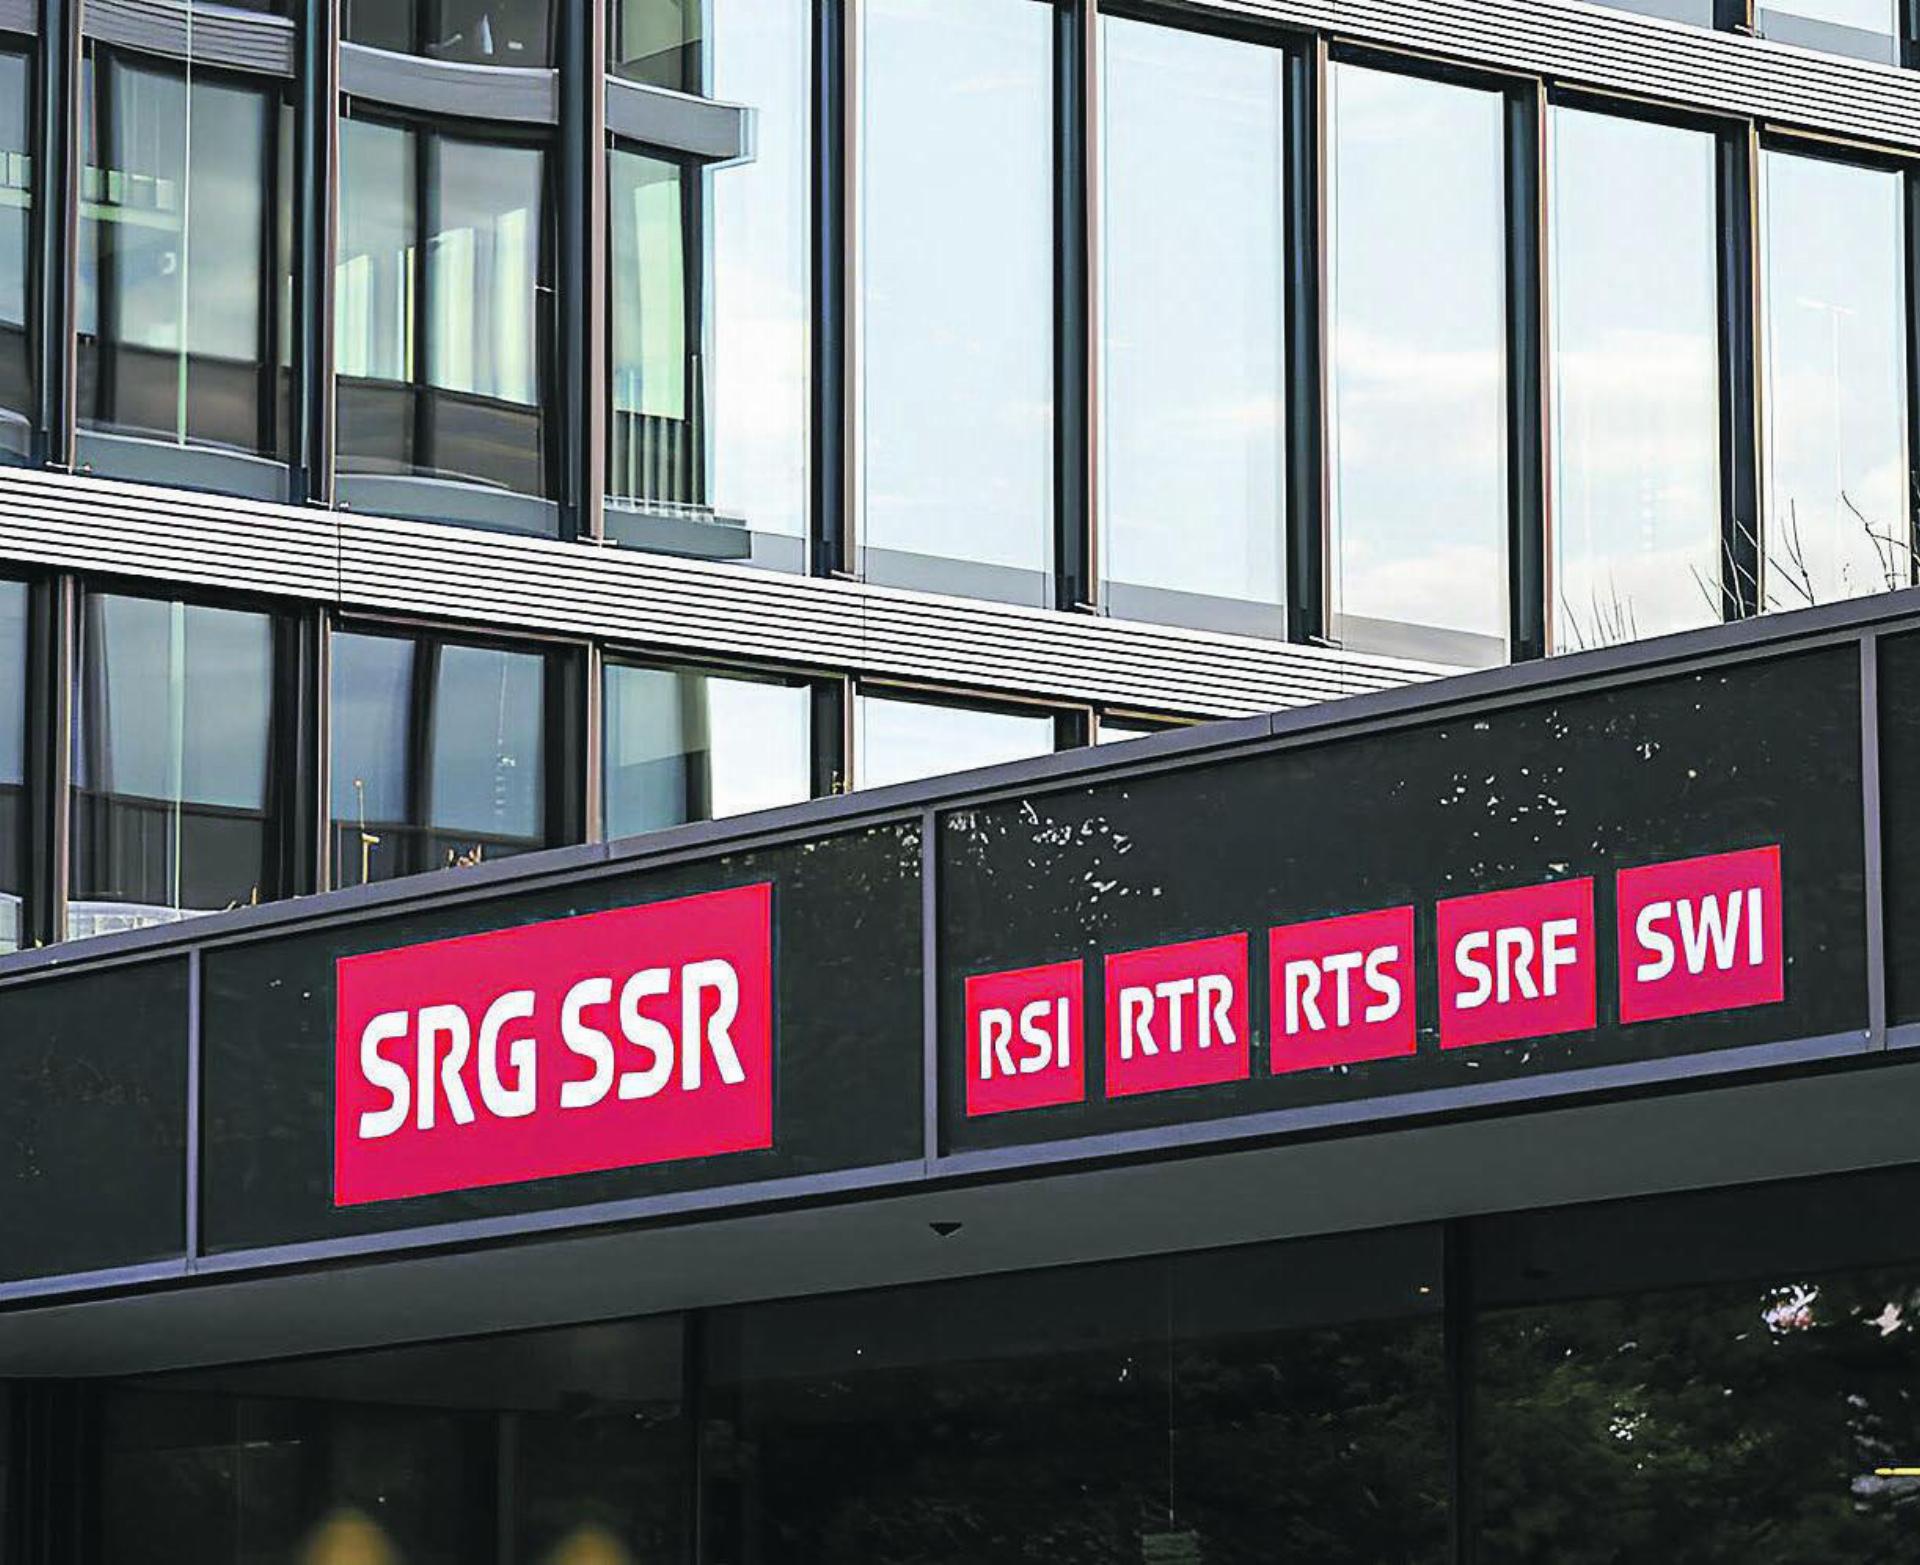 SRG SSR
RSI RTR RTS SRF SWI